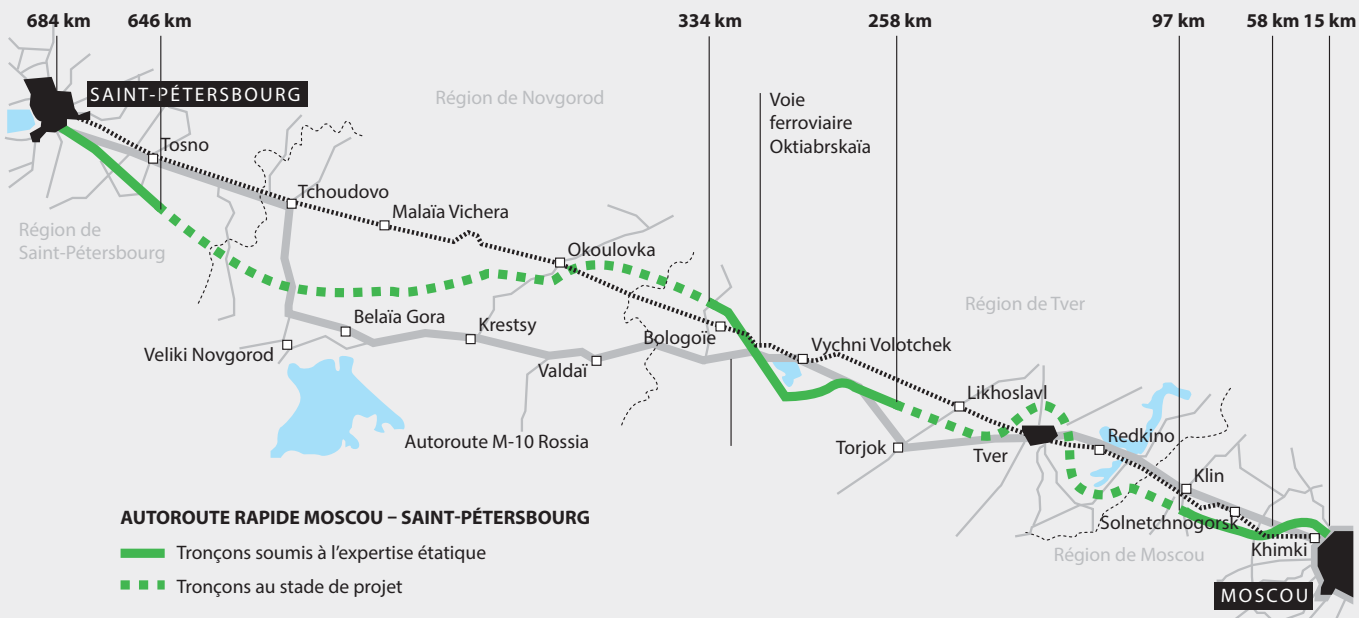 684 km
646 km
334 km
258 km
97 km
58 km
15 km
SAINT-PÉTERSBOURG
Région de Novgorod
Voie
ferroviaire
Oktiabrskaïa
Tosno
Tchoudovo
Malaïa Vichera
Région de
Saint-Pétersbourg
Okoulovka
Région de Tver
Belaïa Gora
Krestsy
Bologoïe
Vychni Volotchek
Veliki Novgorod
Valdaï
Likhoslavl
Autoroute M-10 Rossia
Torjok
Tver
Redkino
Klin
Solnetchnogorsk
Khimki
Région de Moscou
MOSCOU
AUTOROUTE RAPIDE MOSCOU – SAINT-PÉTERSBOURG
Tronçons soumis à l'expertise étatique
Tronçons au stade de projet